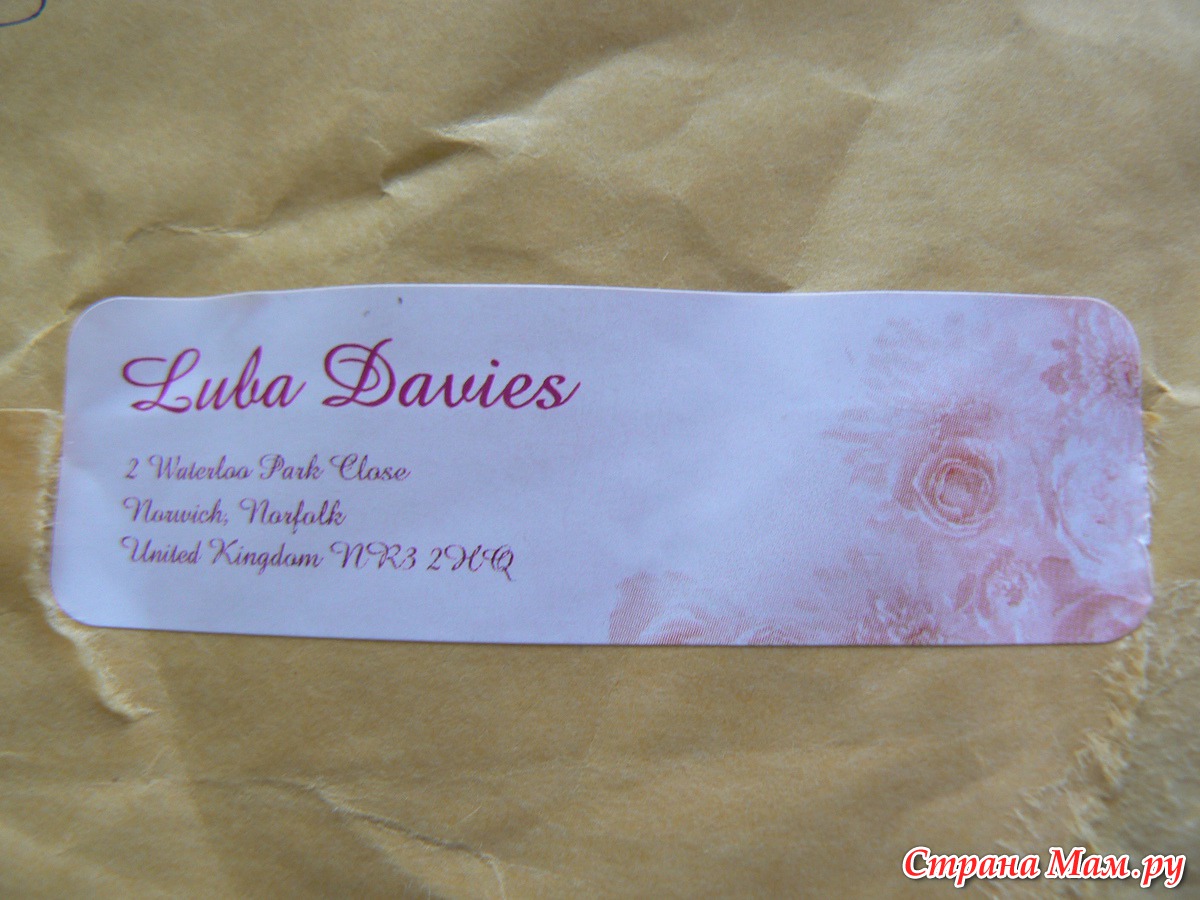 Luba Davies
2 Waterloo Park Close
Norwich, Norfolk
United Kingdom NR3 2HQ
Страна Мам.ру